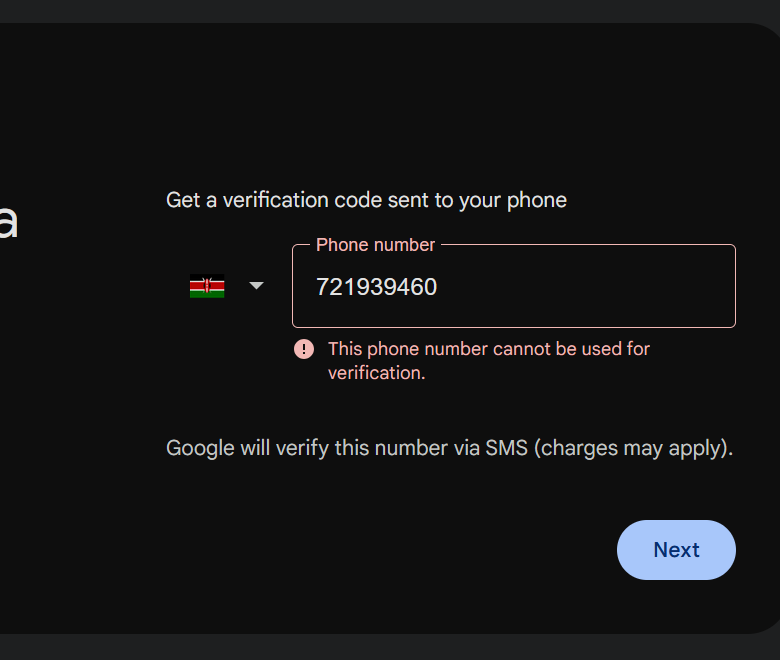 a
Get a verification code sent to your phone
Phone number
721939460
This phone number cannot be used for
verification.
Google will verify this number via SMS (charges may apply).
Next